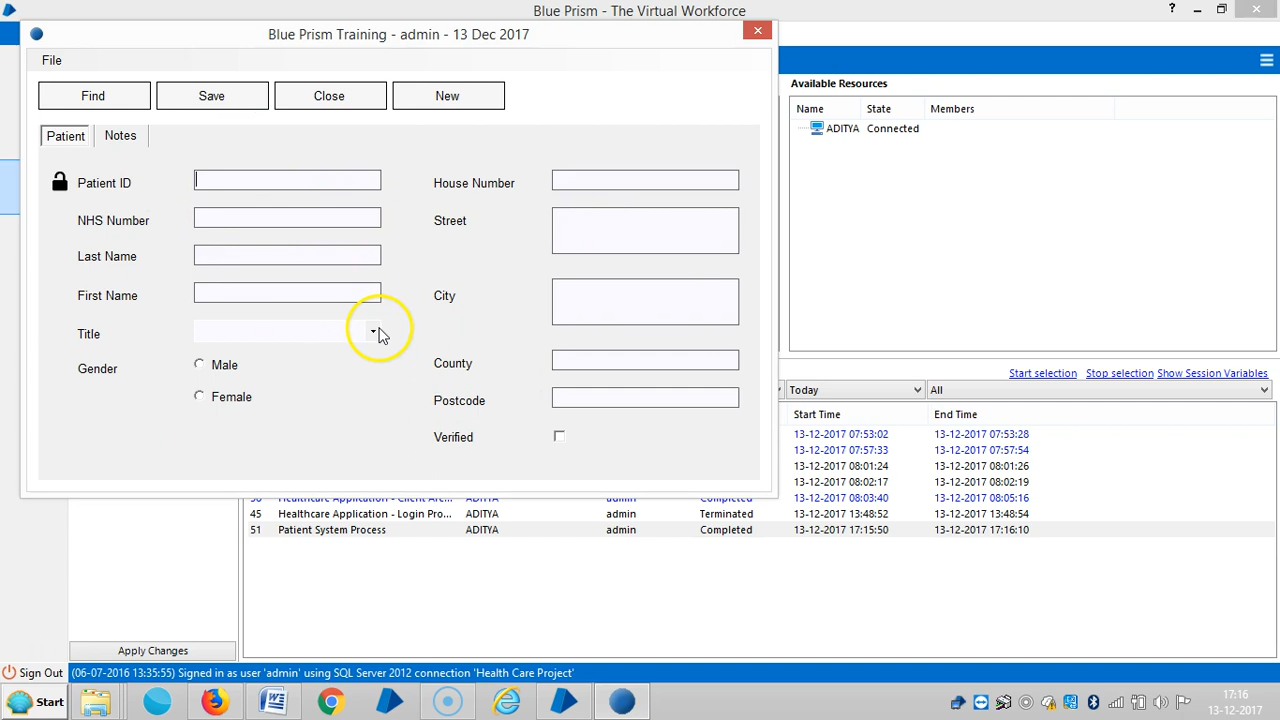 Blue Prism - The Virtual Workforce
?
Blue Prism Training - admin - 13 Dec 2017
File
Find Save Close New
Patient Notes
Patient ID
NHS Number
Last Name
First Name
Title
Gender
Male
Female
House Number
Street
City
County
Postcode
Verified
Available Resources
Name State Members
ADITYA Connected
Start selection Stop selection Show Session Variables
Today All
Start Time End Time
13-12-2017 07:53:02 13-12-2017 07:53:28
13-12-2017 07:57:33 13-12-2017 07:57:54
13-12-2017 08:01:24 13-12-2017 08:01:26
13-12-2017 08:02:17 13-12-2017 08:02:19
Healthcare Application - Client Arc... ADITYA admin Completed 13-12-2017 08:03:40 13-12-2017 08:05:16
45 Healthcare Application - Login Pro... ADITYA admin Terminated 13-12-2017 13:48:52 13-12-2017 13:48:54
51 Patient System Process ADITYA admin Completed 13-12-2017 17:15:50 13-12-2017 17:16:10
Apply Changes
Sign Out (06-07-2016 13:35:55) Signed in as user 'admin' using SQL Server 2012 connection 'Health Care Project'
Start
17:16
13-12-2017